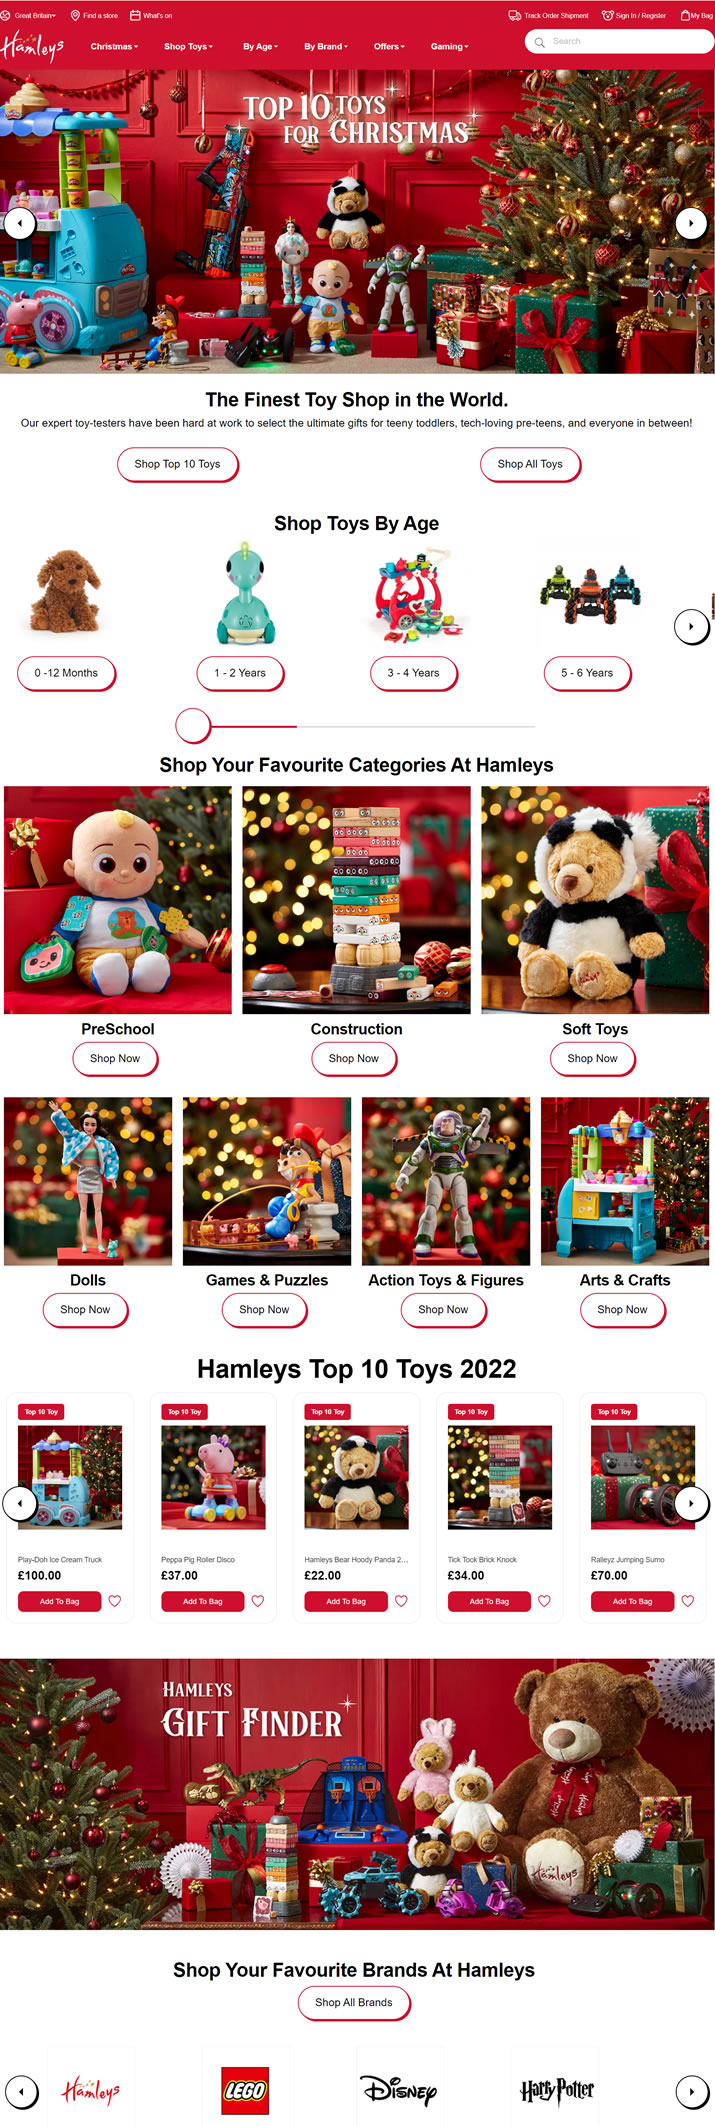 Great Britain
Find a store
What's on
Track Order Shipment
Sign In / Register
My Bag
Hamleys
Christmas
Shop Toys
By Age
By Brand
Offers
Gaming
Search
TOP 10 TOYS
FOR CHRISTMAS
The Finest Toy Shop in the World.
Our expert toy-testers have been hard at work to select the ultimate gifts for teeny toddlers, tech-loving pre-teens, and everyone in between!
Shop Top 10 Toys
Shop All Toys
Shop Toys By Age
0 -12 Months
1 - 2 Years
3 - 4 Years
5 - 6 Years
Shop Your Favourite Categories At Hamleys
PreSchool
Construction
Soft Toys
Shop Now
Shop Now
Shop Now
Dolls
Games & Puzzles
Action Toys & Figures
Arts & Crafts
Shop Now
Shop Now
Shop Now
Shop Now
Hamleys Top 10 Toys 2022
Top 10 Toy
Top 10 Toy
Top 10 Toy
Top 10 Toy
Top 10 Toy
Play-Doh Ice Cream Truck
Peppa Pig Roller Disco
Hamleys Bear Hoody Panda 2...
Tick Tock Brick Knock
Ralleyz Jumping Sumo
£100.00
£37.00
£22.00
£34.00
£70.00
Add To Bag
Add To Bag
Add To Bag
Add To Bag
Add To Bag
HAMLEYS
GIFT FINDER
Hamleys
Shop Your Favourite Brands At Hamleys
Shop All Brands
Hamleys
LEGO
Disney
Harry Potter